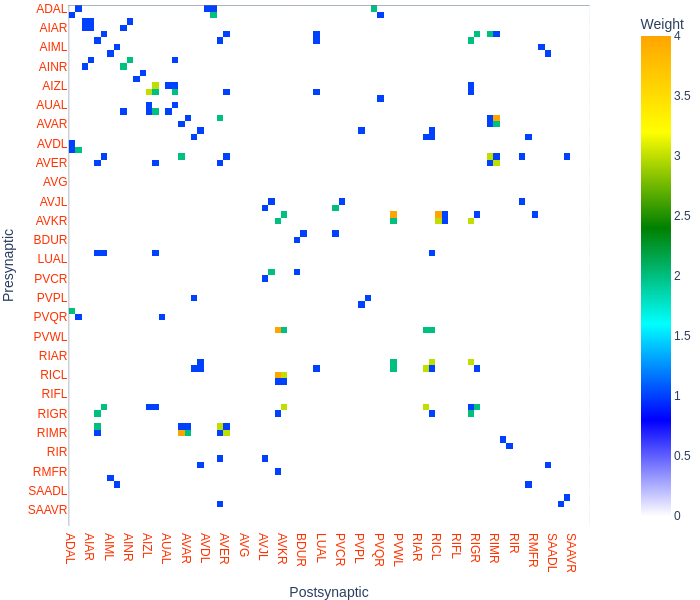 Weight
ADAL
AIAR
AIML
AINR
AIZL
AUAL
AVAR
AVDL
AVER
AVG
AVJL
AVKR
BDUR
LUAL
PVCR
PVPL
PVQR
PVWL
RIAR
RICL
RIFL
RIGR
RIMR
RIR
RMFR
SAADL
SAAVR
Presynaptic
4
3.5
3
2.5
2
1.5
1
0.5
0
ADAL AIAR AIML AINR AIZL AUAL AVAR AVDL AVER AVG AVJL AVKR BDUR LUAL PVCR PVPL PVQR PVWL RIAR RICL RIFL RIGR RIMR RIR RMFR SAADL SAAVR
Postsynaptic